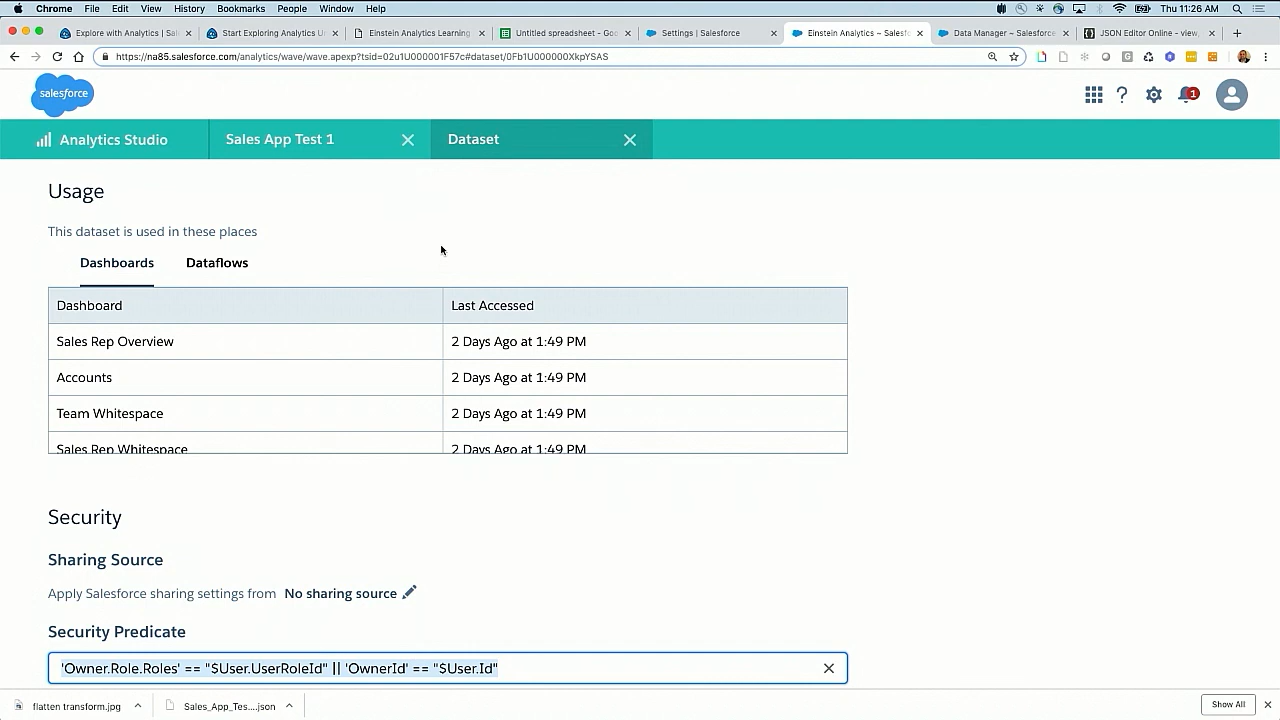 Chrome File Edit View History Bookmarks People Window Help Thu 11:26 AM
Explore with Analytics | Sal Start Exploring Analytics U Einstein Analytics Learning Untitled spreadsheet - Goo Settings | Salesforce Einstein Analytics ~ Salesf Data Manager ~ Salesforce JSON Editor Online - view,
https://na85.salesforce.com/analytics/wave/wave.apexp?tsid=02u1U000001F57c#dataset/0Fb1U000000XkpYSAS
salesforce
1
Analytics Studio Sales App Test 1 Dataset
Usage
This dataset is used in these places
Dashboards Dataflows
Dashboard Last Accessed
Sales Rep Overview 2 Days Ago at 1:49 PM
Accounts 2 Days Ago at 1:49 PM
Team Whitespace 2 Days Ago at 1:49 PM
Sales Rep Whitespace 2 Days Ago at 1:49 PM
Security
Sharing Source
Apply Salesforce sharing settings from No sharing source
Security Predicate
'Owner.Role.Roles' == "$User.UserRoleId" || 'OwnerId' == "$User.Id"
flatten transform.jpg Sales_App_Tes....json Show All